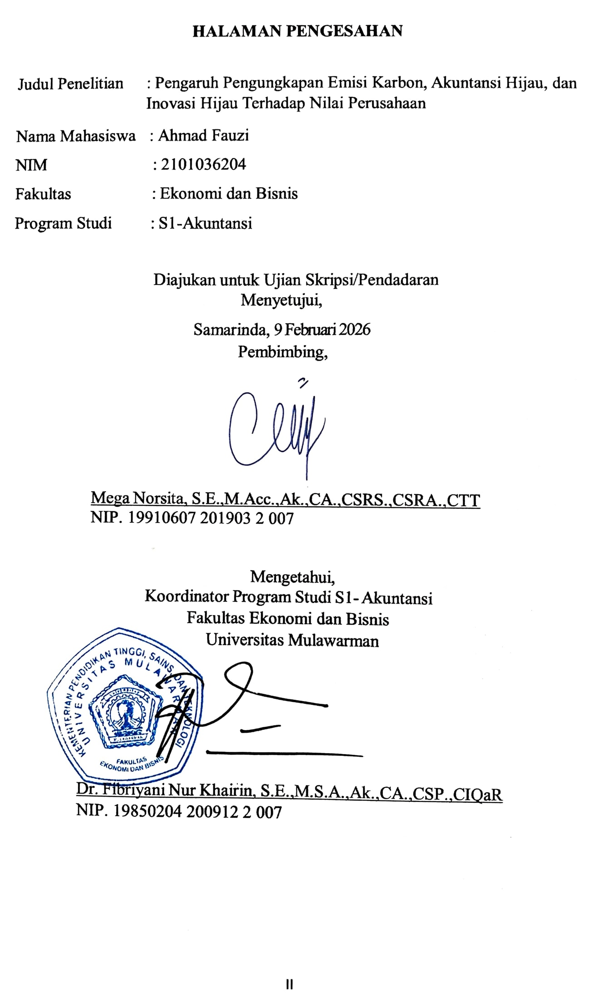 HALAMAN PENGESAHAN
Judul Penelitian : Pengaruh Pengungkapan Emisi Karbon, Akuntansi Hijau, dan
Inovasi Hijau Terhadap Nilai Perusahaan
Nama Mahasiswa : Ahmad Fauzi
NIM : 2101036204
Fakultas : Ekonomi dan Bisnis
Program Studi : S1-Akuntansi
Diajukan untuk Ujian Skripsi/Pendadaran
Menyetujui,
Samarinda, 9 Februari 2026
Pembimbing,
Mega Norsita, S.E.,M.Acc.,Ak.,CA.,CSRS.,CSRA.,CTT
NIP. 19910607 201903 2 007
Mengetahui,
Koordinator Program Studi S1- Akuntansi
Fakultas Ekonomi dan Bisnis
Universitas Mulawarman
KEMENTERIAN PENDIDIKAN TINGGI, SAINS, DAN TEKNOLOGI
UNIVERSITAS MULAWARMAN
FAKULTAS
EKONOMI DAN BISNIS
Dr. Fibriyani Nur Khairin, S.E.,M.S.A.,Ak.,CA.,CSP.,CIQaR
NIP. 19850204 200912 2 007
II